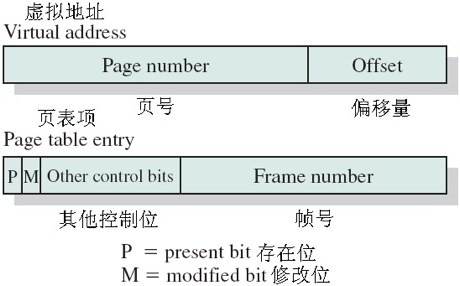 虚拟地址
Virtual address
Page number Offset
页号 偏移量
页表项
Page table entry
P M Other control bits Frame number
其他控制位 帧号
P = present bit 存在位
M = modified bit 修改位